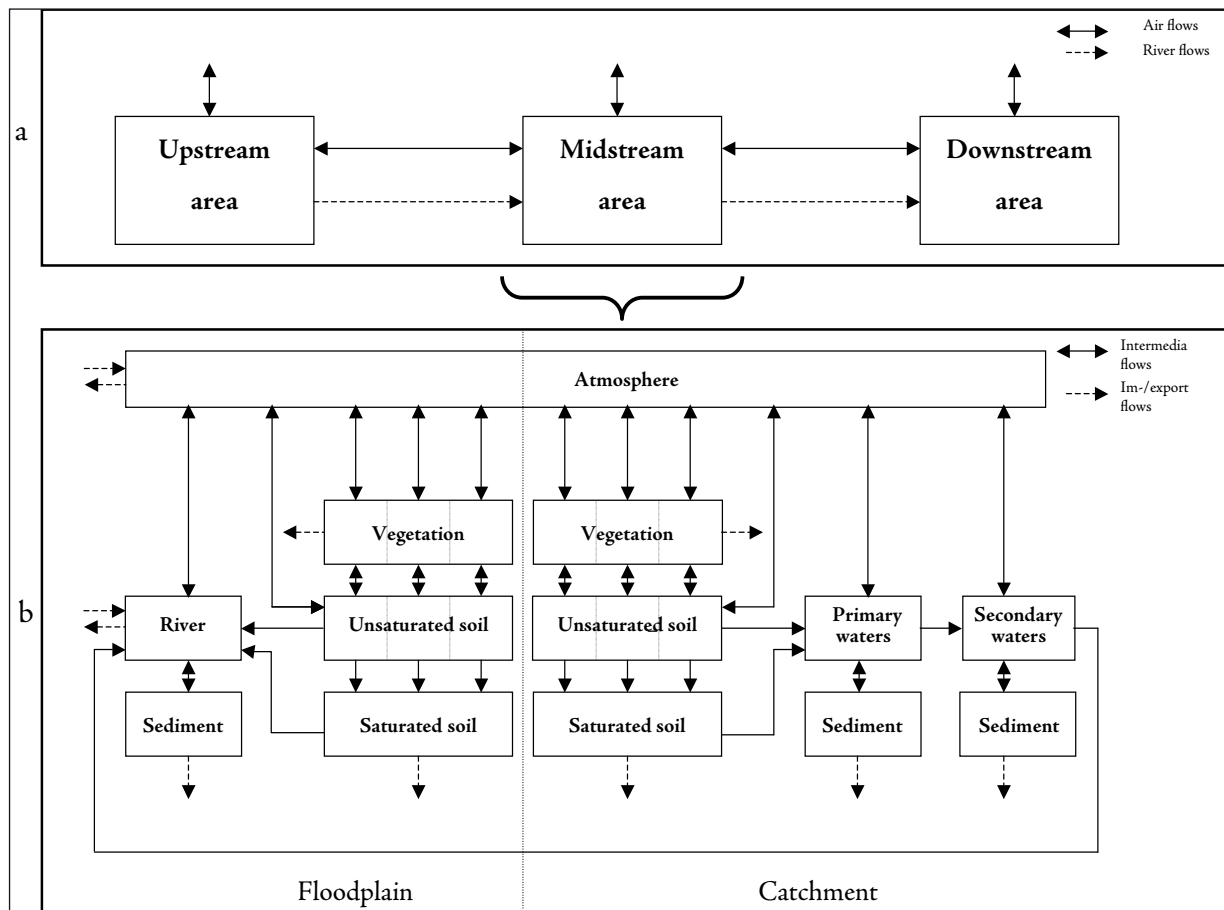 a
Air flows
River flows
Upstream
area
Midstream
area
Downstream
area
b
Intermedia
flows
Im-/export
flows
Atmosphere
Vegetation
Vegetation
River
Unsaturated soil
Unsaturated soil
Primary
waters
Secondary
waters
Sediment
Saturated soil
Saturated soil
Sediment
Sediment
Floodplain
Catchment